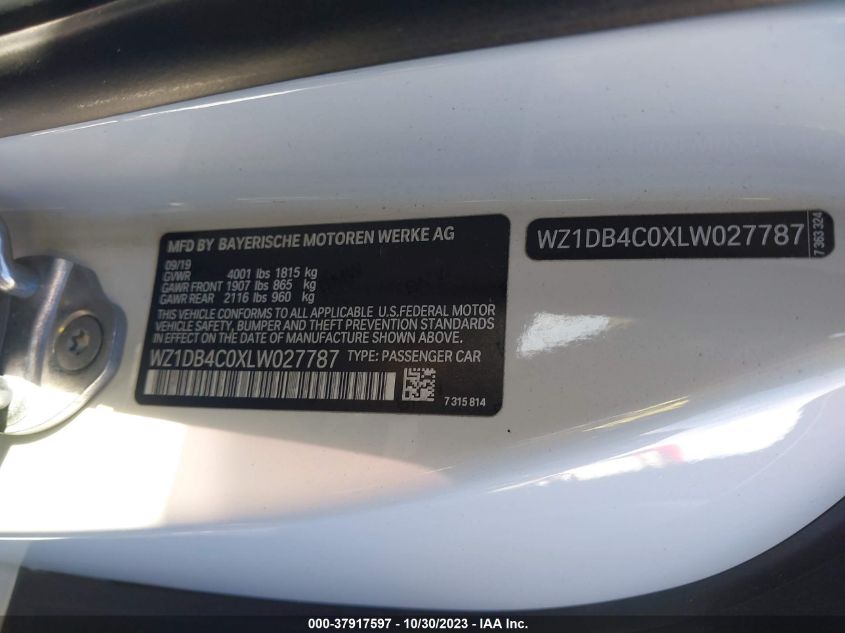 MFD BY BAYERISCHE MOTOREN WERKE AG
09/19
GVWR 4001 lbs 1815 kg
GAWR FRONT 1907 lbs 865 kg
GAWR REAR 2116 lbs 960 kg
THIS VEHICLE CONFORMS TO ALL APPLICABLE U.S.FEDERAL MOTOR
VEHICLE SAFETY, BUMPER AND THEFT PREVENTION STANDARDS
IN EFFECT ON THE DATE OF MANUFACTURE SHOWN ABOVE.
WZ1DB4C0XLW027787 TYPE: PASSENGER CAR
7 315 814
WZ1DB4C0XLW027787
7 363 324
000-37917597 - 10/30/2023 - IAA Inc.